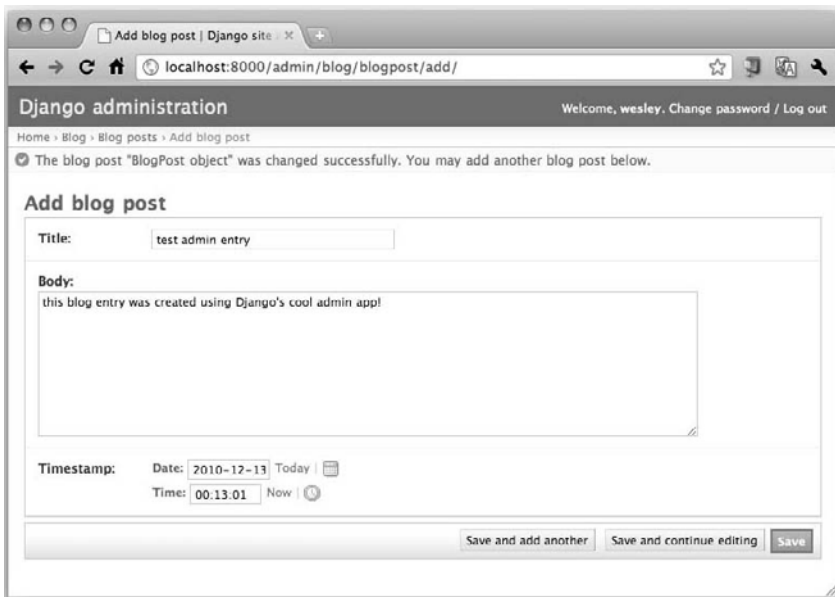 Add blog post | Django site
localhost:8000/admin/blog/blogpost/add/
Django administration
Welcome, wesley. Change password / Log out
Home › Blog › Blog posts › Add blog post
The blog post "BlogPost object" was changed successfully. You may add another blog post below.
Add blog post
Title: test admin entry
Body:
this blog entry was created using Django's cool admin app!
Timestamp: Date: 2010-12-13 Today |
Time: 00:13:01 Now |
Save and add another Save and continue editing Save